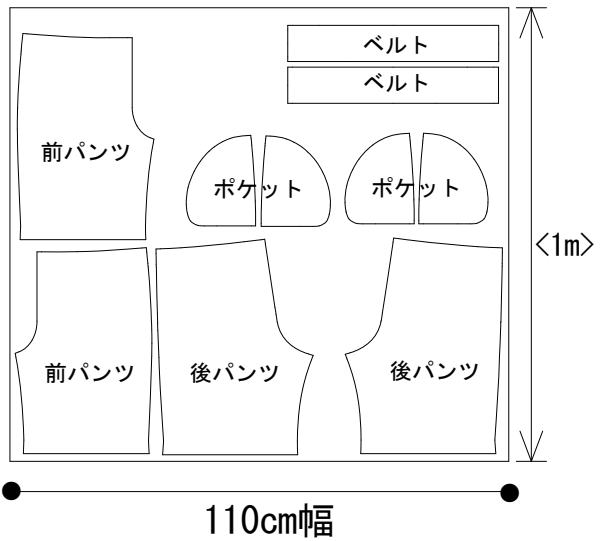 ベルト
ベルト
前パンツ
ポケット
ポケット
<1m>
前パンツ
後パンツ
後パンツ
110cm幅